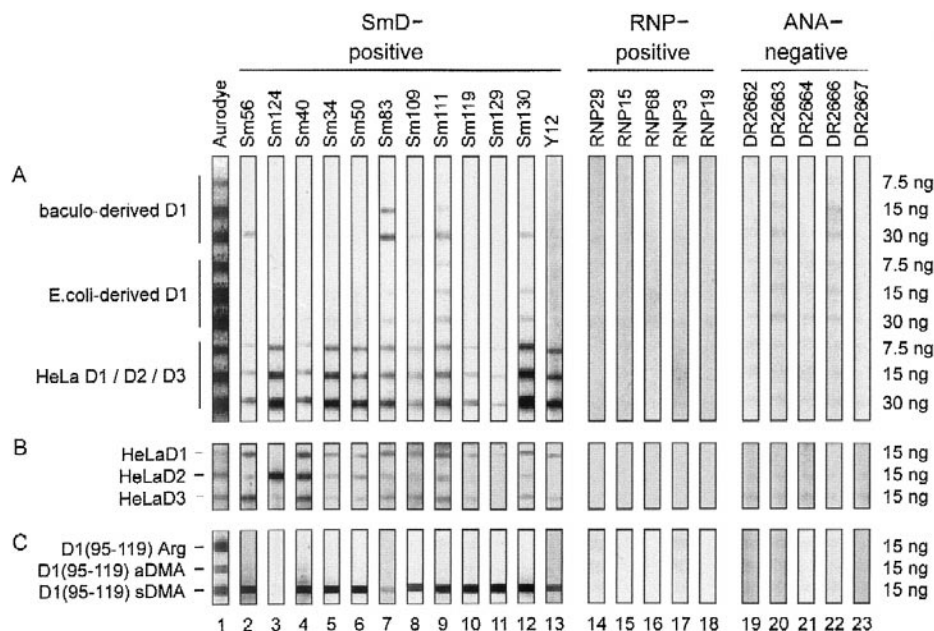 SmD- RNP- ANA-
positive positive negative
Aurodye Sm56 Sm124 Sm40 Sm34 Sm50 Sm83 Sm109 Sm111 Sm119 Sm129 Sm130 Y12 RNP29 RNP15 RNP68 RNP3 RNP19 DR2662 DR2663 DR2664 DR2666 DR2667
A
7.5 ng
baculo-derived D1 15 ng
30 ng
7.5 ng
E.coli-derived D1 15 ng
30 ng
7.5 ng
HeLa D1 / D2 / D3 15 ng
30 ng
B HeLaD1 15 ng
HeLaD2 15 ng
HeLaD3 15 ng
C D1(95-119) Arg 15 ng
D1(95-119) aDMA 15 ng
D1(95-119) sDMA 15 ng
1 2 3 4 5 6 7 8 9 10 11 12 13 14 15 16 17 18 19 20 21 22 23